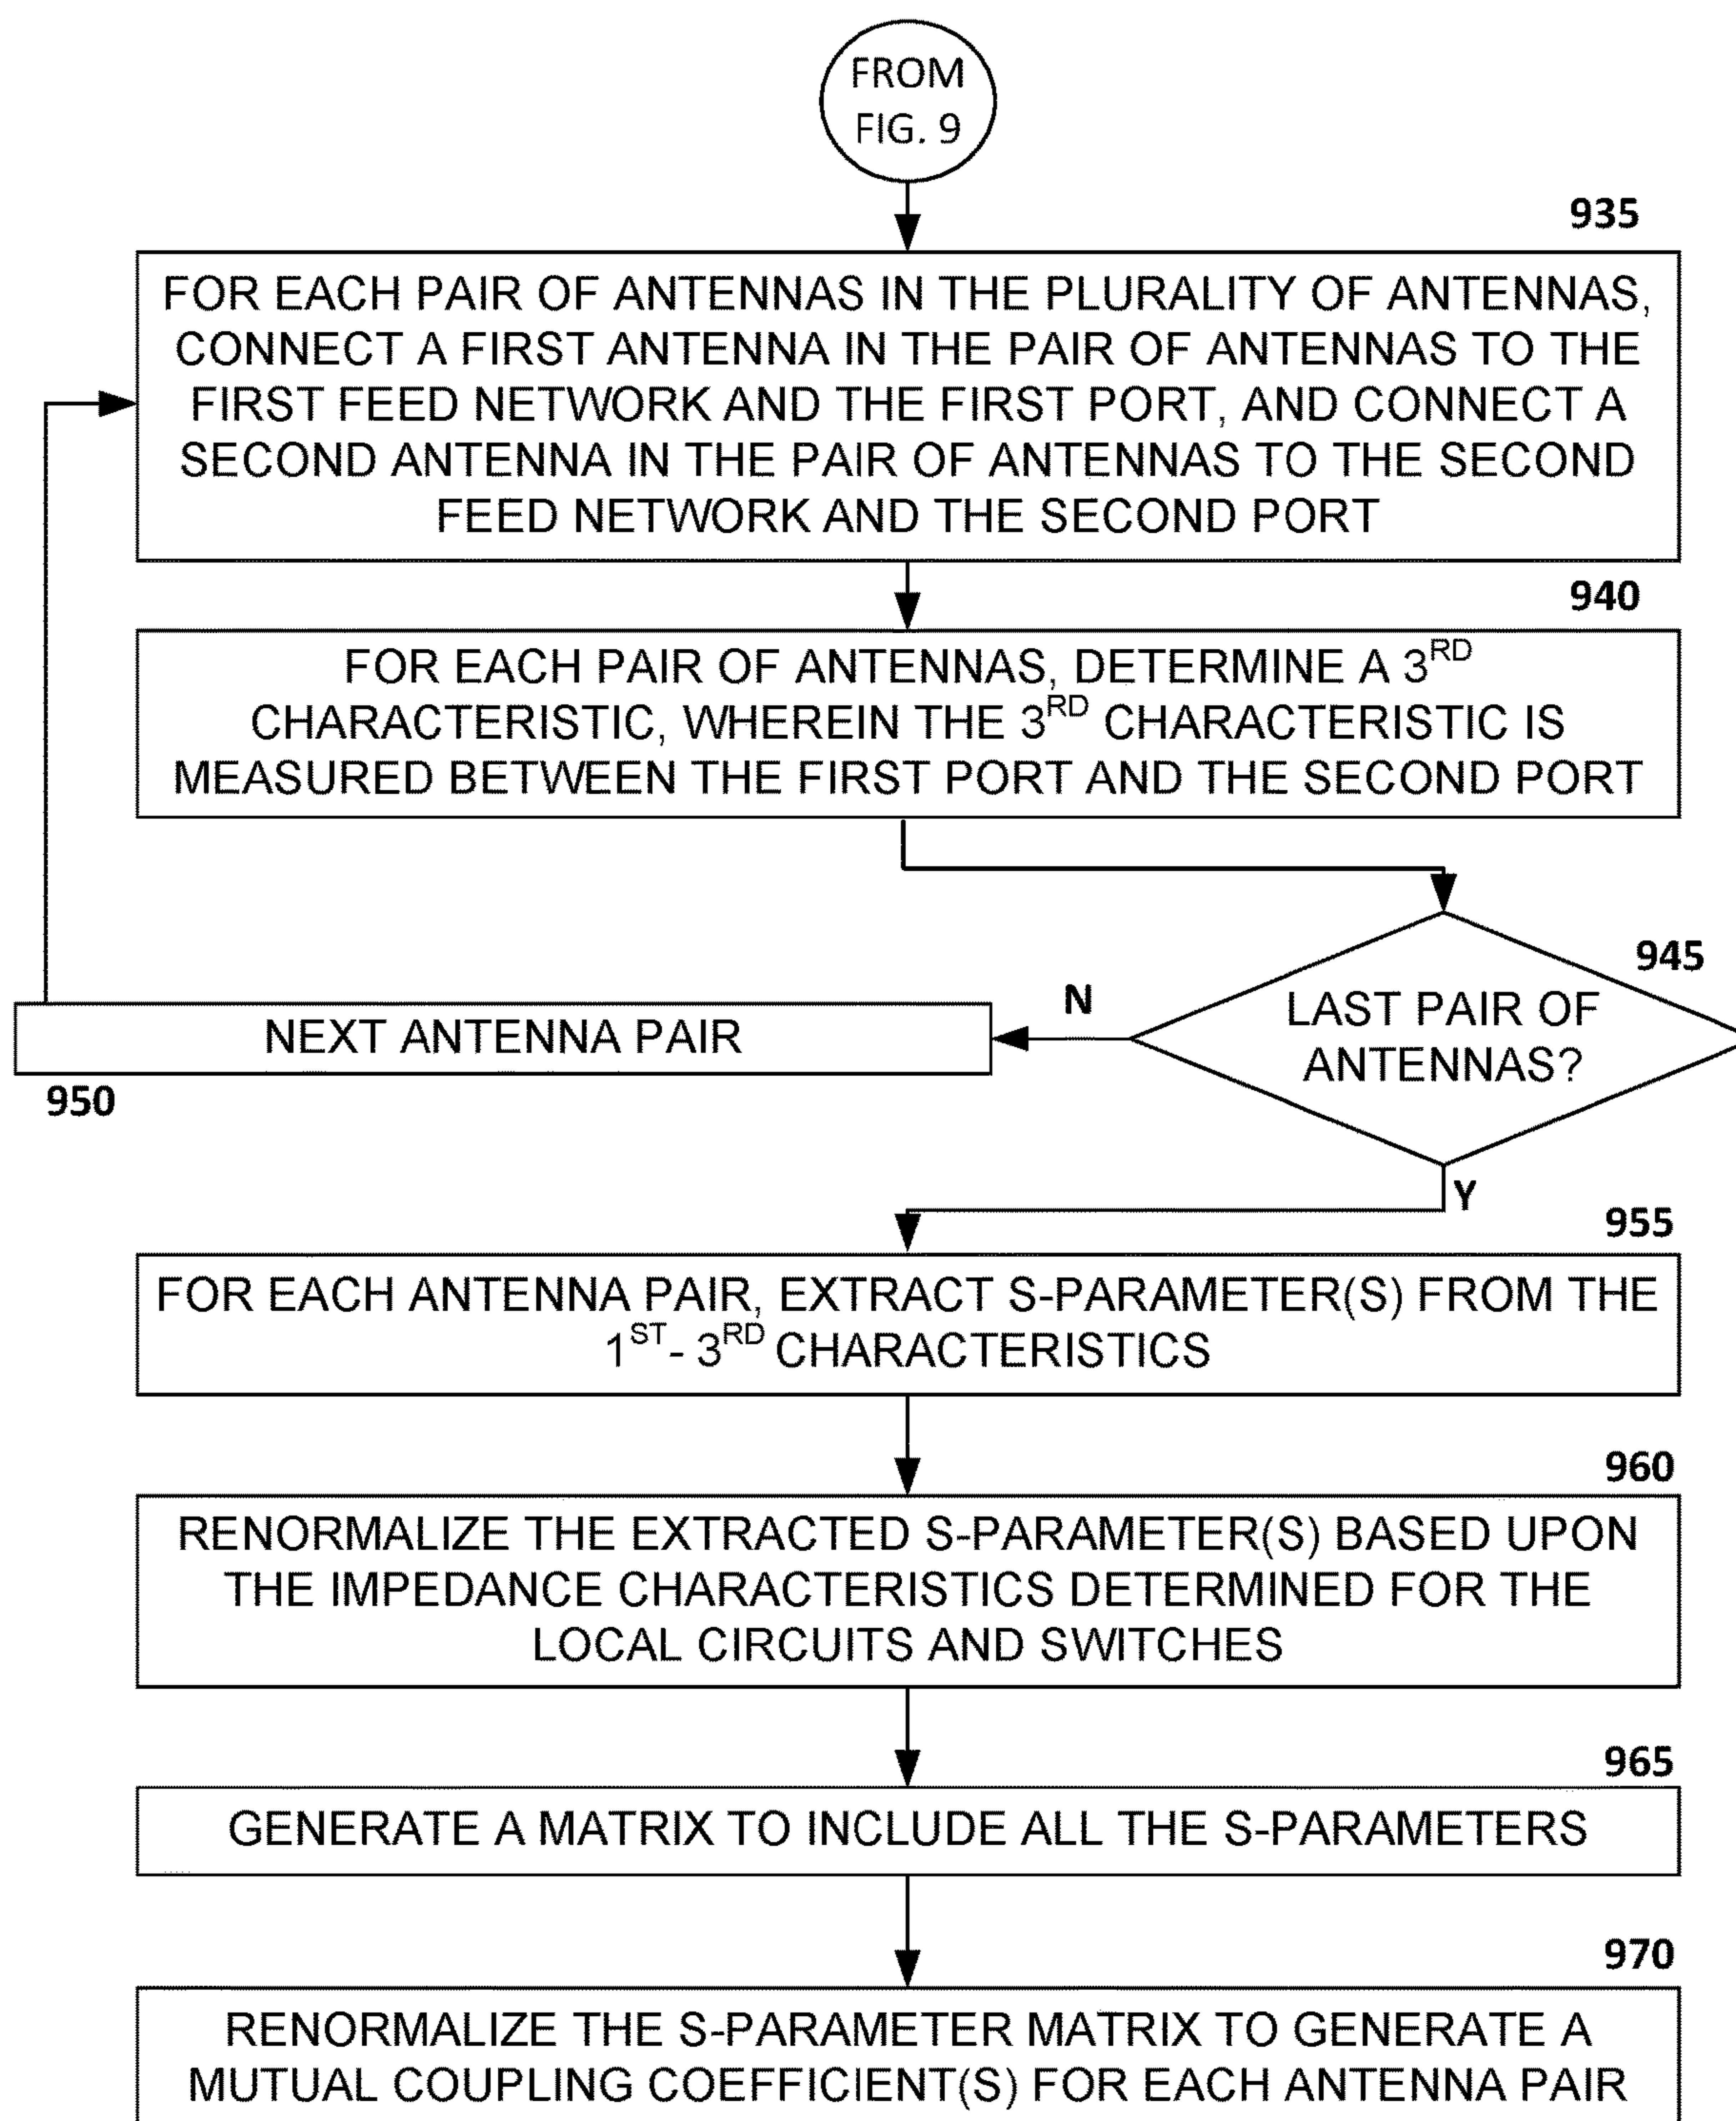 FROM
FIG. 9
935
FOR EACH PAIR OF ANTENNAS IN THE PLURALITY OF ANTENNAS,
CONNECT A FIRST ANTENNA IN THE PAIR OF ANTENNAS TO THE
FIRST FEED NETWORK AND THE FIRST PORT, AND CONNECT A
SECOND ANTENNA IN THE PAIR OF ANTENNAS TO THE SECOND
FEED NETWORK AND THE SECOND PORT
940
FOR EACH PAIR OF ANTENNAS, DETERMINE A 3RD
CHARACTERISTIC, WHEREIN THE 3RD CHARACTERISTIC IS
MEASURED BETWEEN THE FIRST PORT AND THE SECOND PORT
945
LAST PAIR OF
ANTENNAS?
N
NEXT ANTENNA PAIR
950
Y
955
FOR EACH ANTENNA PAIR, EXTRACT S-PARAMETER(S) FROM THE
1ST- 3RD CHARACTERISTICS
960
RENORMALIZE THE EXTRACTED S-PARAMETER(S) BASED UPON
THE IMPEDANCE CHARACTERISTICS DETERMINED FOR THE
LOCAL CIRCUITS AND SWITCHES
965
GENERATE A MATRIX TO INCLUDE ALL THE S-PARAMETERS
970
RENORMALIZE THE S-PARAMETER MATRIX TO GENERATE A
MUTUAL COUPLING COEFFICIENT(S) FOR EACH ANTENNA PAIR